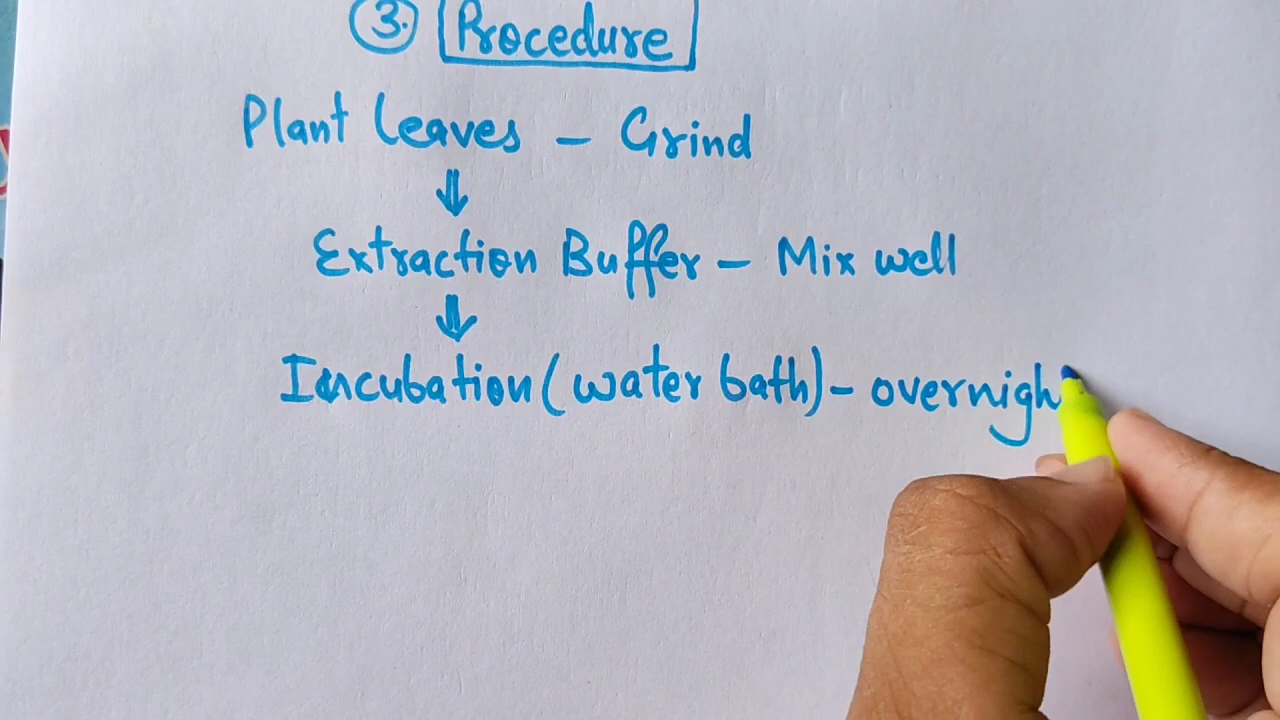 3. Procedure
Plant leaves - Grind
⇓
Extraction Buffer - Mix well
⇓
Incubation (water bath) - overnigh